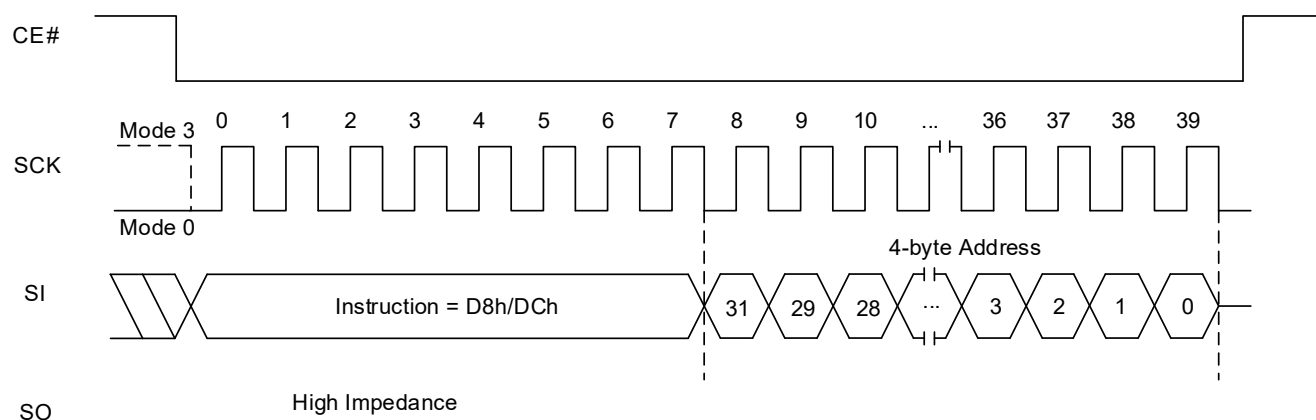 CE#
Mode 3
0 1 2 3 4 5 6 7 8 9 10 ... 36 37 38 39
SCK
Mode 0
4-byte Address
SI
Instruction = D8h/DCh
31 29 28 ... 3 2 1 0
High Impedance
SO